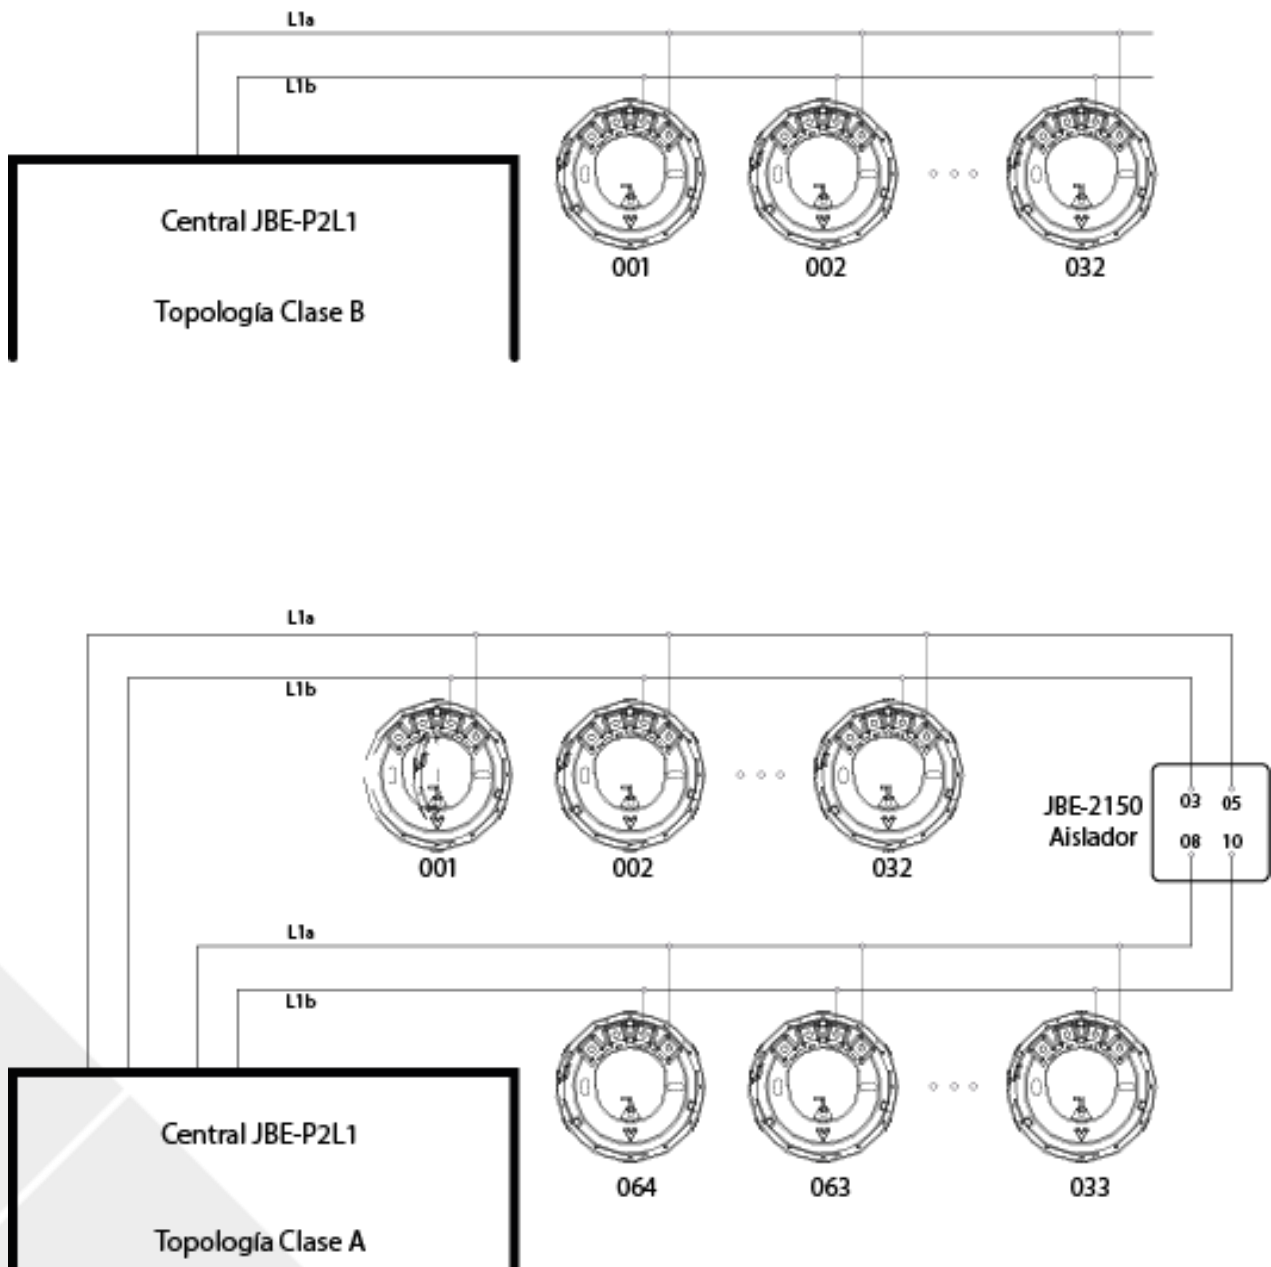 L1a
L1b
Central JBE-P2L1
Topología Clase B
001 002 032
L1a
L1b
JBE-2150
Aislador
03 05
08 10
001 002 032
L1a
L1b
Central JBE-P2L1
Topología Clase A
064 063 033